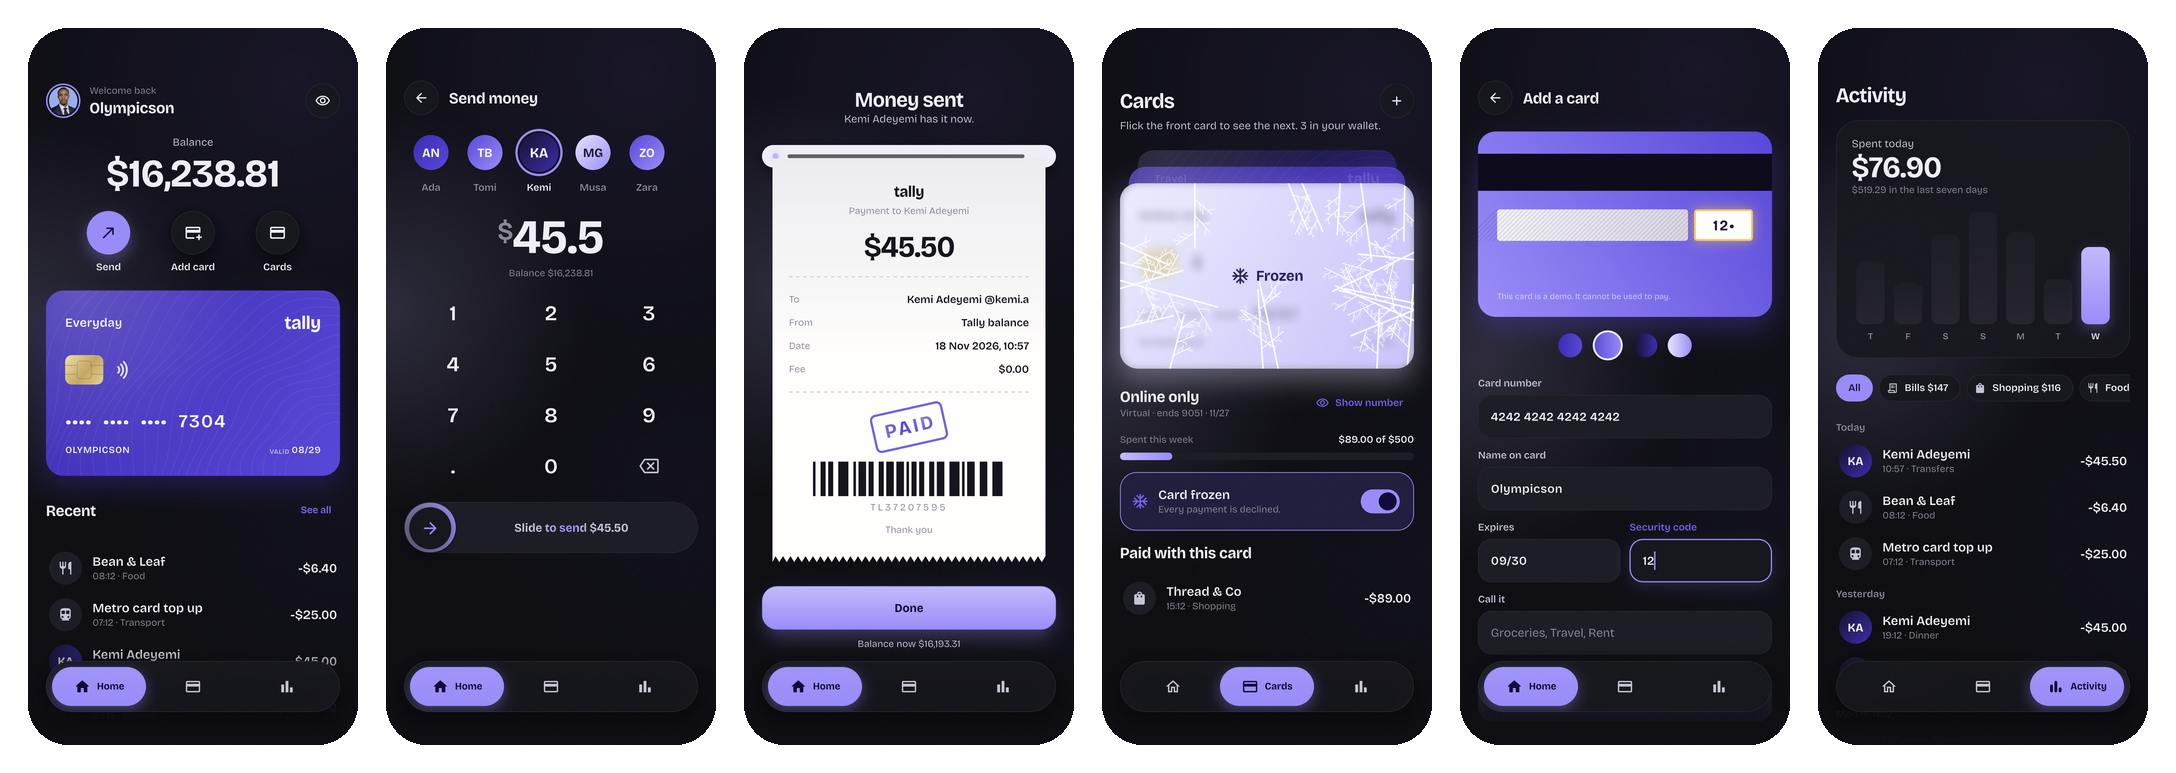 Welcome back
Olympicson
Balance
$16,238.81
Send
Add card
Cards
Everyday
tally
•••• •••• •••• 7304
OLYMPICSON
VALID 08/29
Recent
See all
Bean & Leaf
-$6.40
08:12 · Food
Metro card top up
-$25.00
07:12 · Transport
KA
Kemi Adeyemi
-$45.00
Home
Send money
AN
TB
KA
MG
ZO
Ada
Tomi
Kemi
Musa
Zara
$45.5
Balance $16,238.81
1 2 3
4 5 6
7 8 9
. 0
Slide to send $45.50
Home
Money sent
Kemi Adeyemi has it now.
tally
Payment to Kemi Adeyemi
$45.50
To Kemi Adeyemi @kemi.a
From Tally balance
Date 18 Nov 2026, 10:57
Fee $0.00
PAID
TL37207595
Thank you
Done
Balance now $16,193.31
Home
Cards
Flick the front card to see the next. 3 in your wallet.
Travel
tally
Frozen
Online only
Virtual · ends 9051 · 11/27
Show number
Spent this week
$89.00 of $500
Card frozen
Every payment is declined.
Paid with this card
Thread & Co
-$89.00
15:12 · Shopping
Cards
Add a card
12•
This card is a demo. It cannot be used to pay.
Card number
4242 4242 4242 4242
Name on card
Olympicson
Expires
Security code
09/30
12
Call it
Groceries, Travel, Rent
Home
Activity
Spent today
$76.90
$519.29 in the last seven days
T F S S M T W
All
Bills $147
Shopping $116
Food
Today
KA
Kemi Adeyemi
-$45.50
10:57 · Transfers
Bean & Leaf
-$6.40
08:12 · Food
Metro card top up
-$25.00
07:12 · Transport
Yesterday
KA
Kemi Adeyemi
-$45.00
19:12 · Dinner
Activity